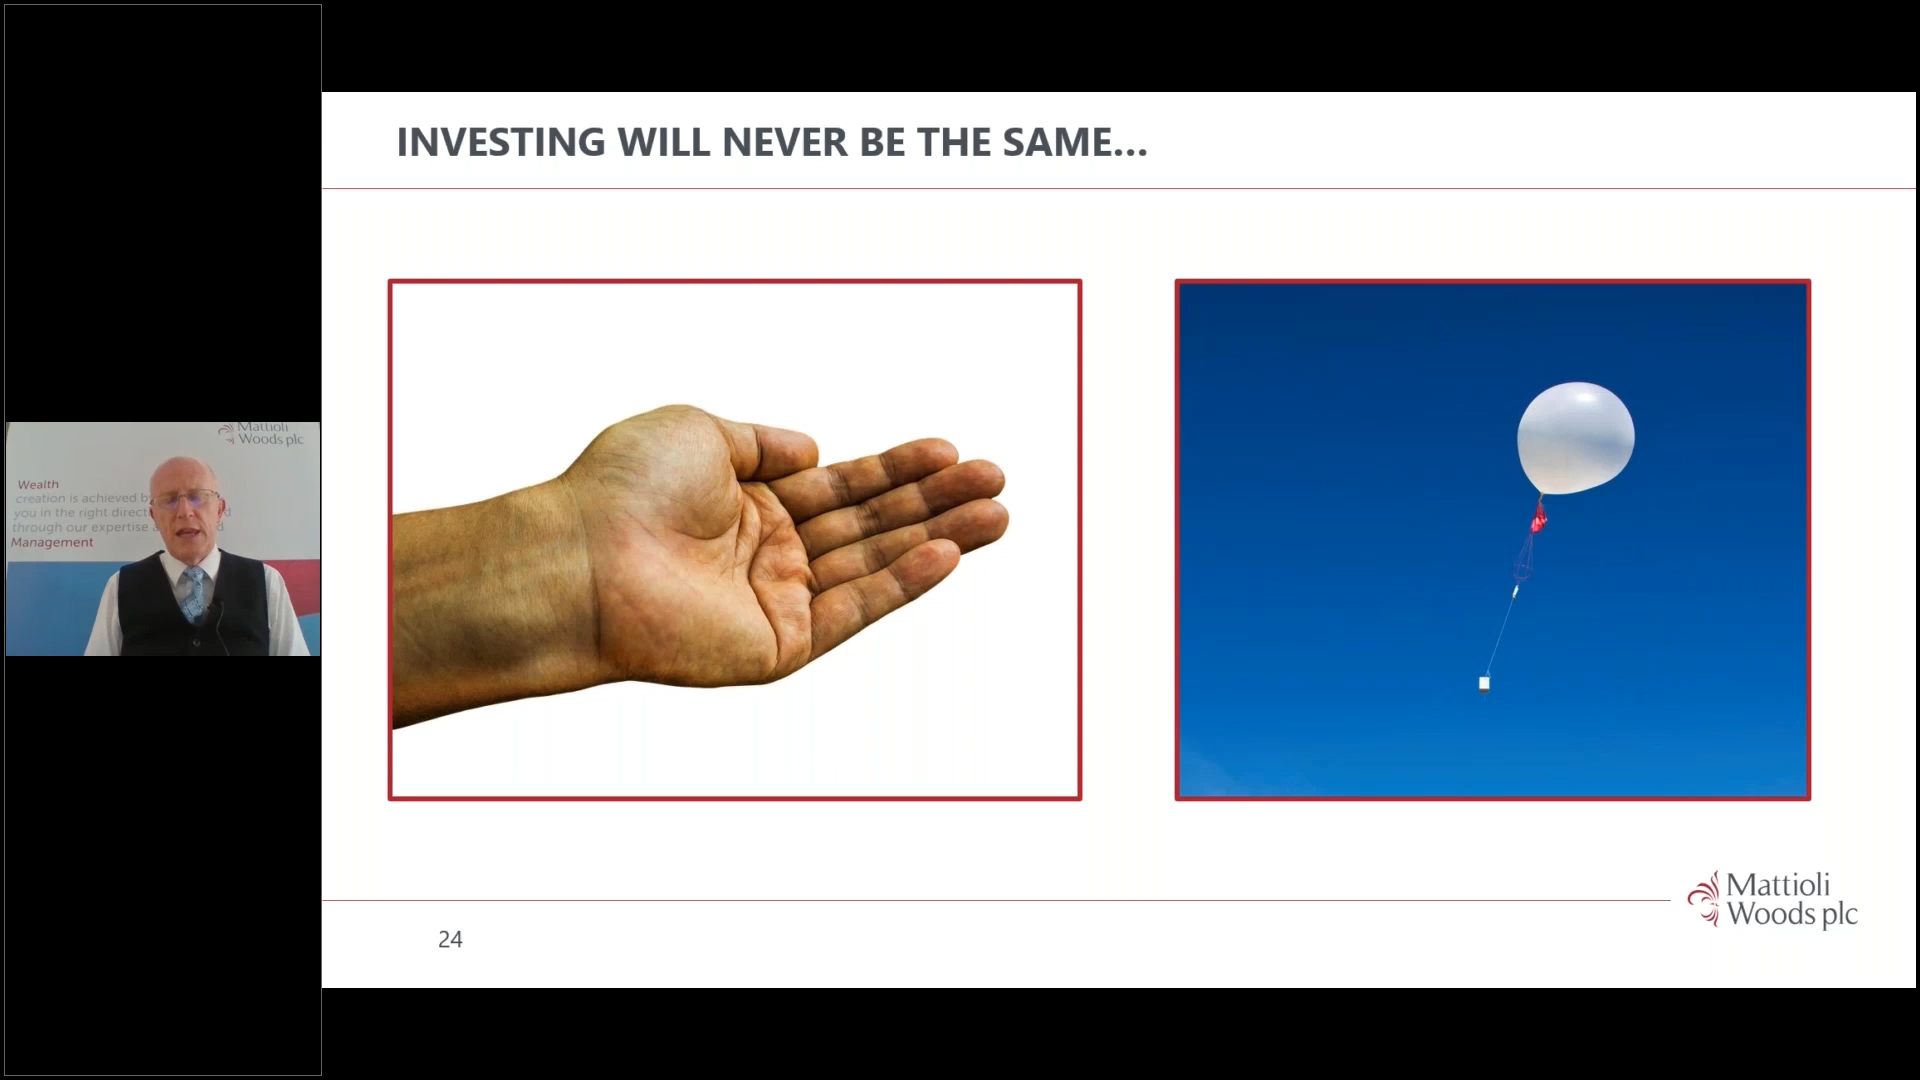 INVESTING WILL NEVER BE THE SAME...
Mattioli
Woods plc
Wealth
creation is achieved
you in the right
through our expertise
Management
Mattioli
Woods plc
24